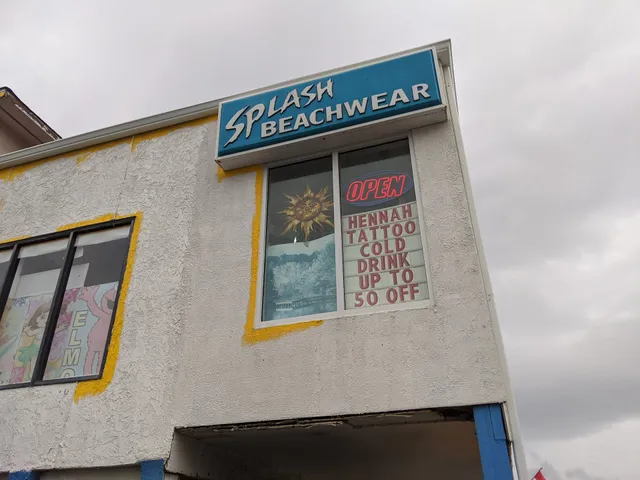 SPLASH
BEACHWEAR
OPEN
HENNAH
TATTOO
COLD
DRINK
UP TO
50 OFF
ELMO